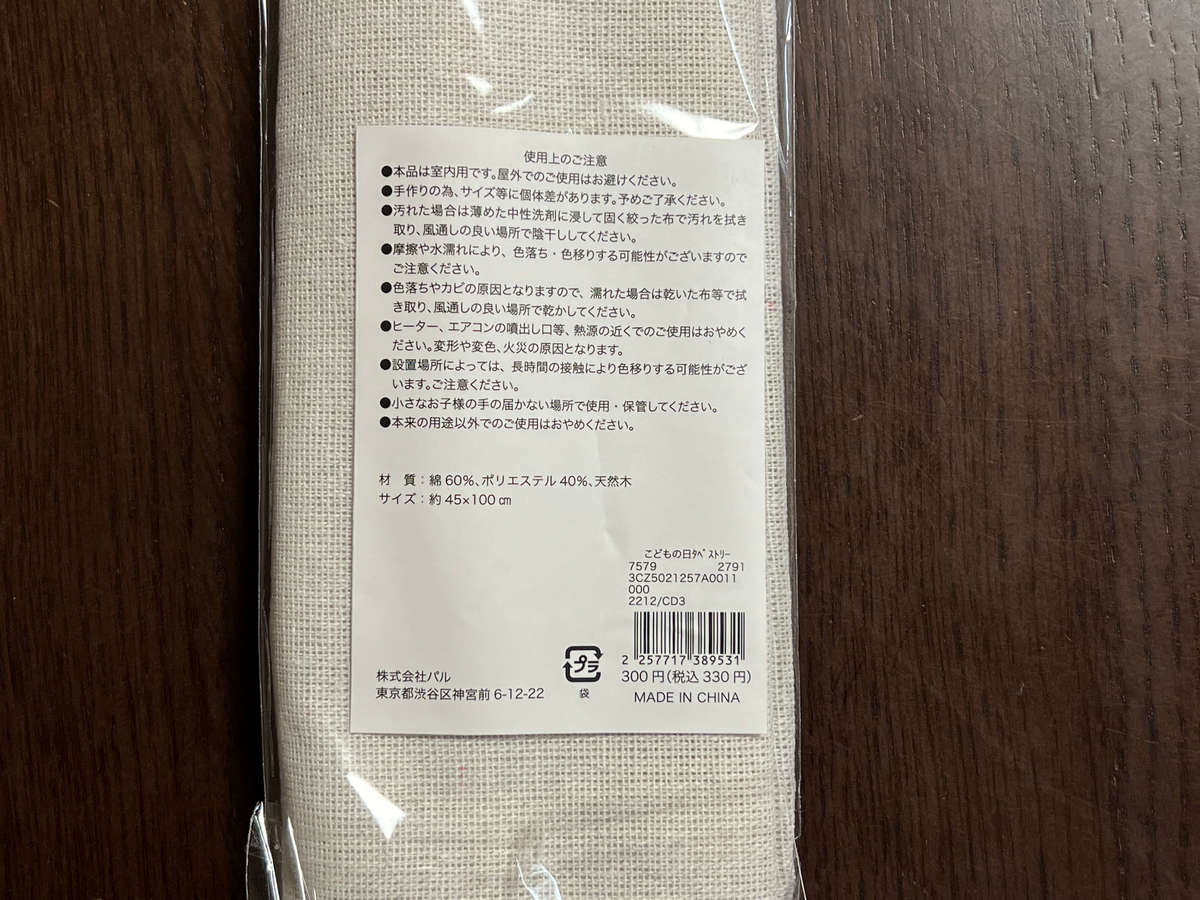 使用上のご注意
●本品は室内用です。屋外でのご使用はお避けください。
●手作りの為、サイズ等に個体差があります。予めご了承ください。
●汚れた場合は薄めた中性洗剤に浸して固く絞った布で汚れを拭き
取り、風通しの良い場所で陰干ししてください。
●摩擦や水濡れにより、色落ち・色移りする可能性がございますので
ご注意ください。
●色落ちやカビの原因となりますので、濡れた場合は乾いた布等で拭
き取り、風通しの良い場所で乾かしてください。
●ヒーター、エアコンの噴出し口等、熱源の近くでのご使用はおやめく
ださい。変形や変色、火災の原因となります。
●設置場所によっては、長時間の接触により色移りする可能性がござ
います。ご注意ください。
●小さなお子様の手の届かない場所で使用・保管してください。
●本来の用途以外でのご使用はおやめください。
材　質：綿 60％、ポリエステル 40％、天然木
サイズ：約 45×100 ㎝
こどもの日ﾀﾍﾟｽﾄﾘｰ
7579 2791
3CZ5021257A0011
000
2212/CD3
2 257717 389531
プラ
袋
300 円（税込 330 円）
MADE IN CHINA
株式会社パル
東京都渋谷区神宮前 6-12-22